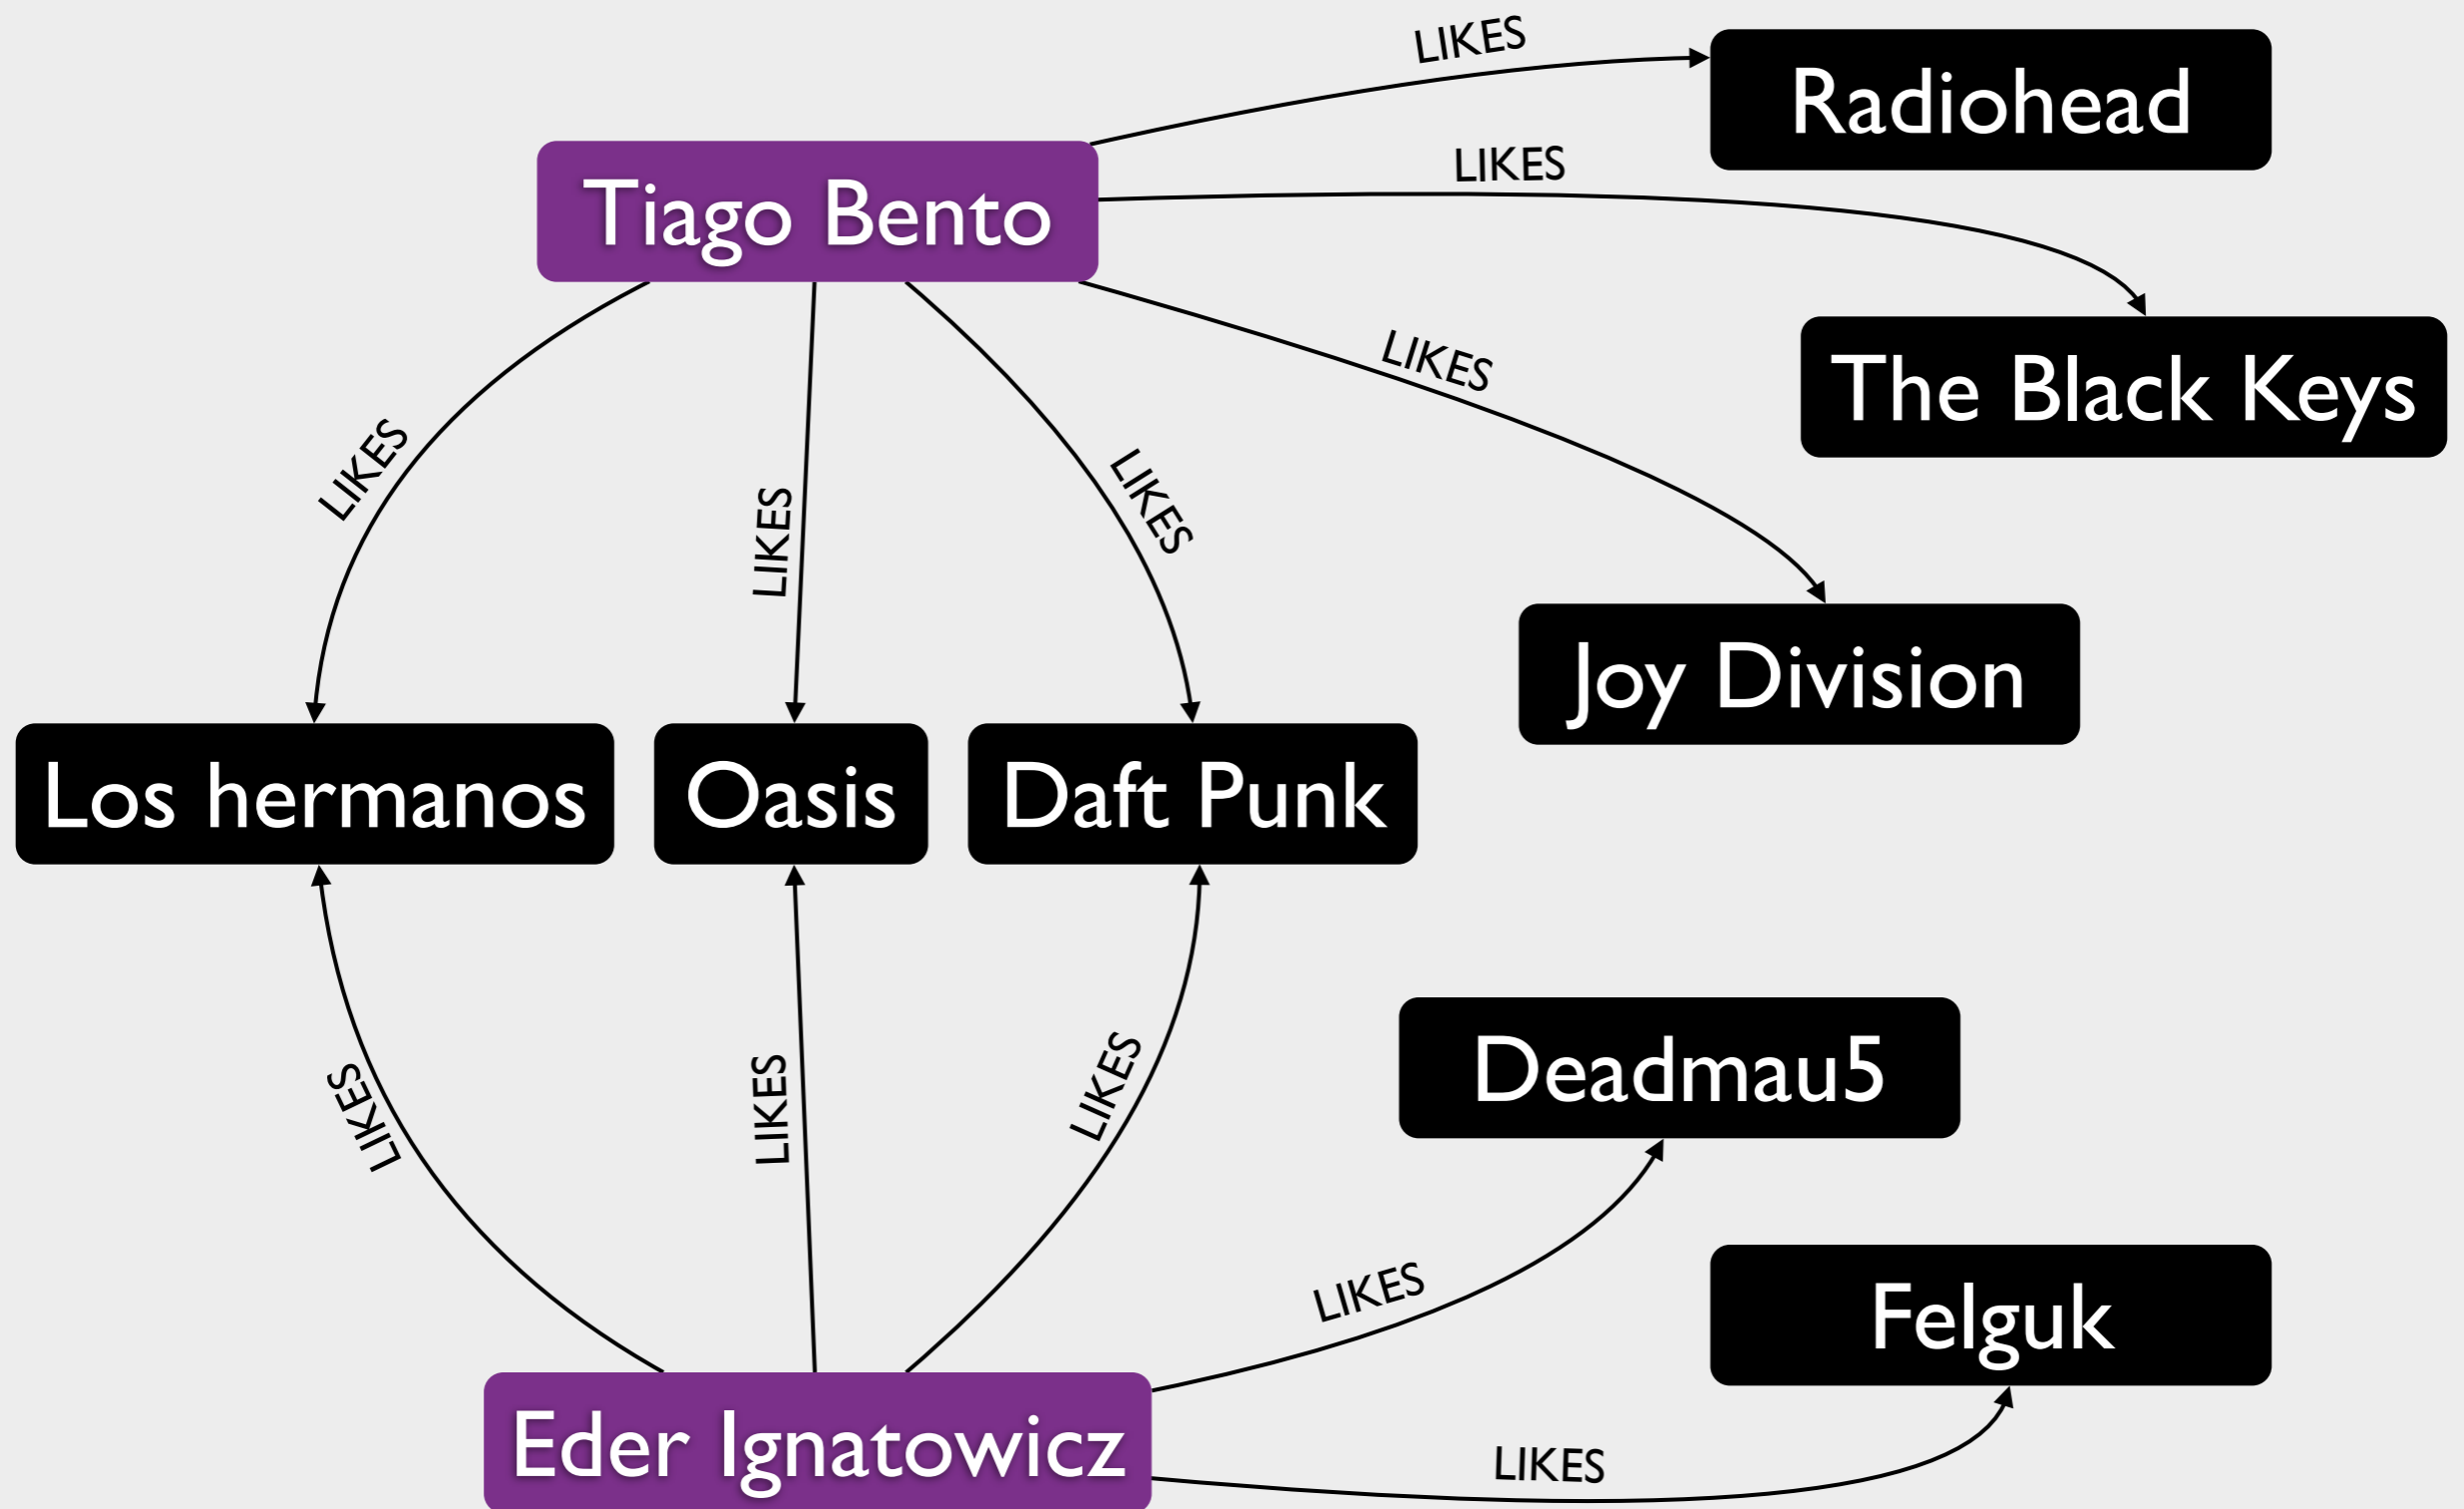 LIKES
Radiohead
LIKES
Tiago Bento
LIKES
The Black Keys
LIKES
LIKES
LIKES
LIKES
Joy Division
Los hermanos
Oasis
Daft Punk
Deadmau5
LIKES
LIKES
LIKES
LIKES
Felguk
Eder Ignatowicz
LIKES